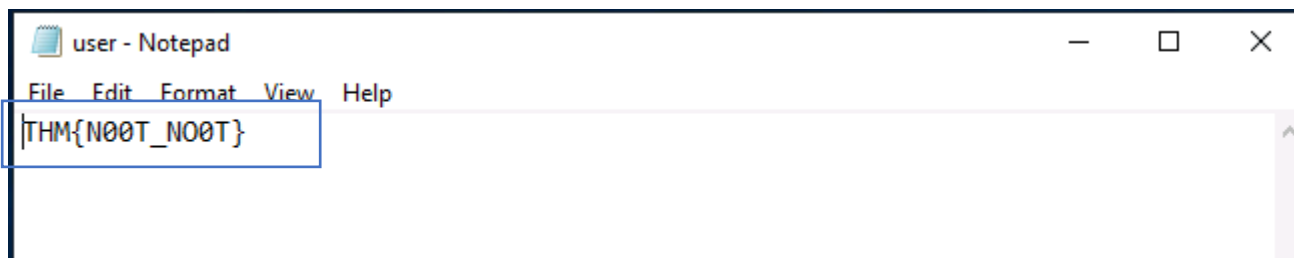 user - Notepad
File Edit Format View Help
THM{N00T_NO0T}